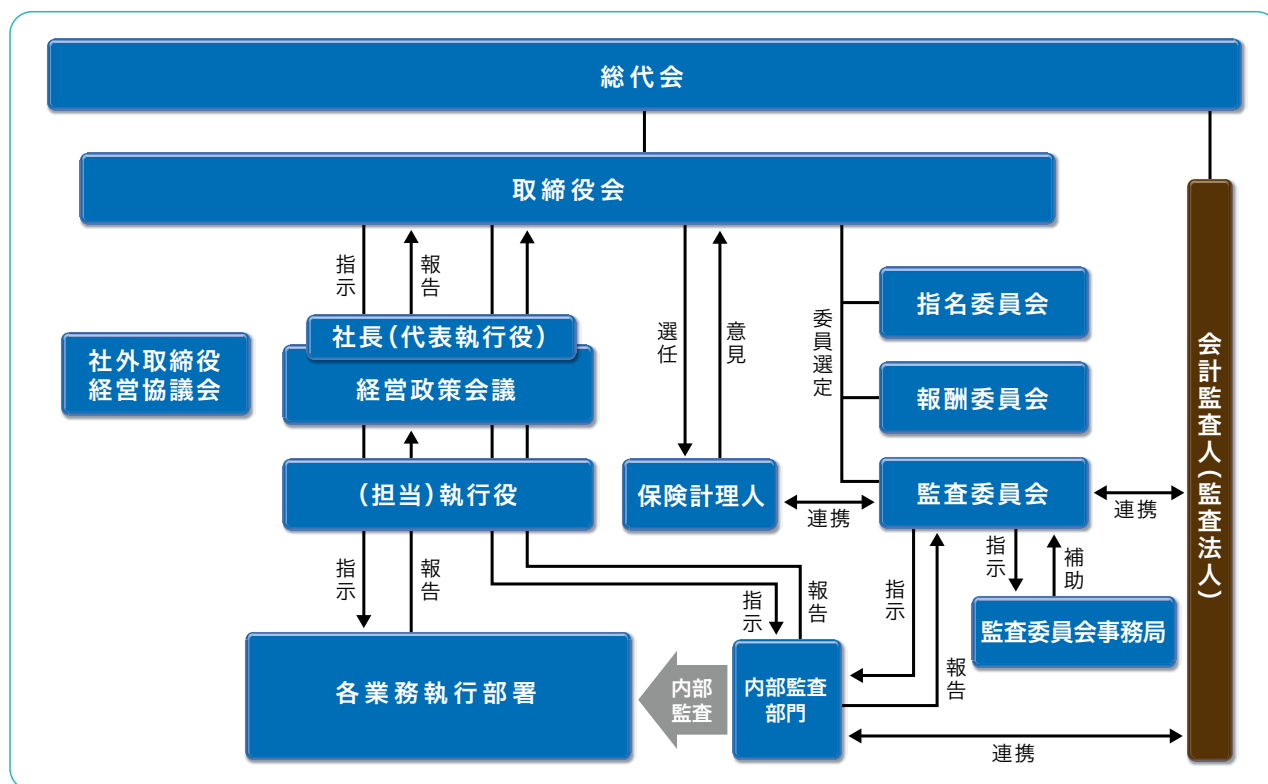 総代会
取締役会
指示
報告
選任
意見
委員選定
指名委員会
社長(代表執行役)
社外取締役
経営協議会
経営政策会議
報酬委員会
会計監査人(監査法人)
(担当)執行役
保険計理人
連携
監査委員会
連携
指示
報告
指示
報告
指示
報告
指示
補助
監査委員会事務局
各業務執行部署
内部
監査
内部監査
部門
連携